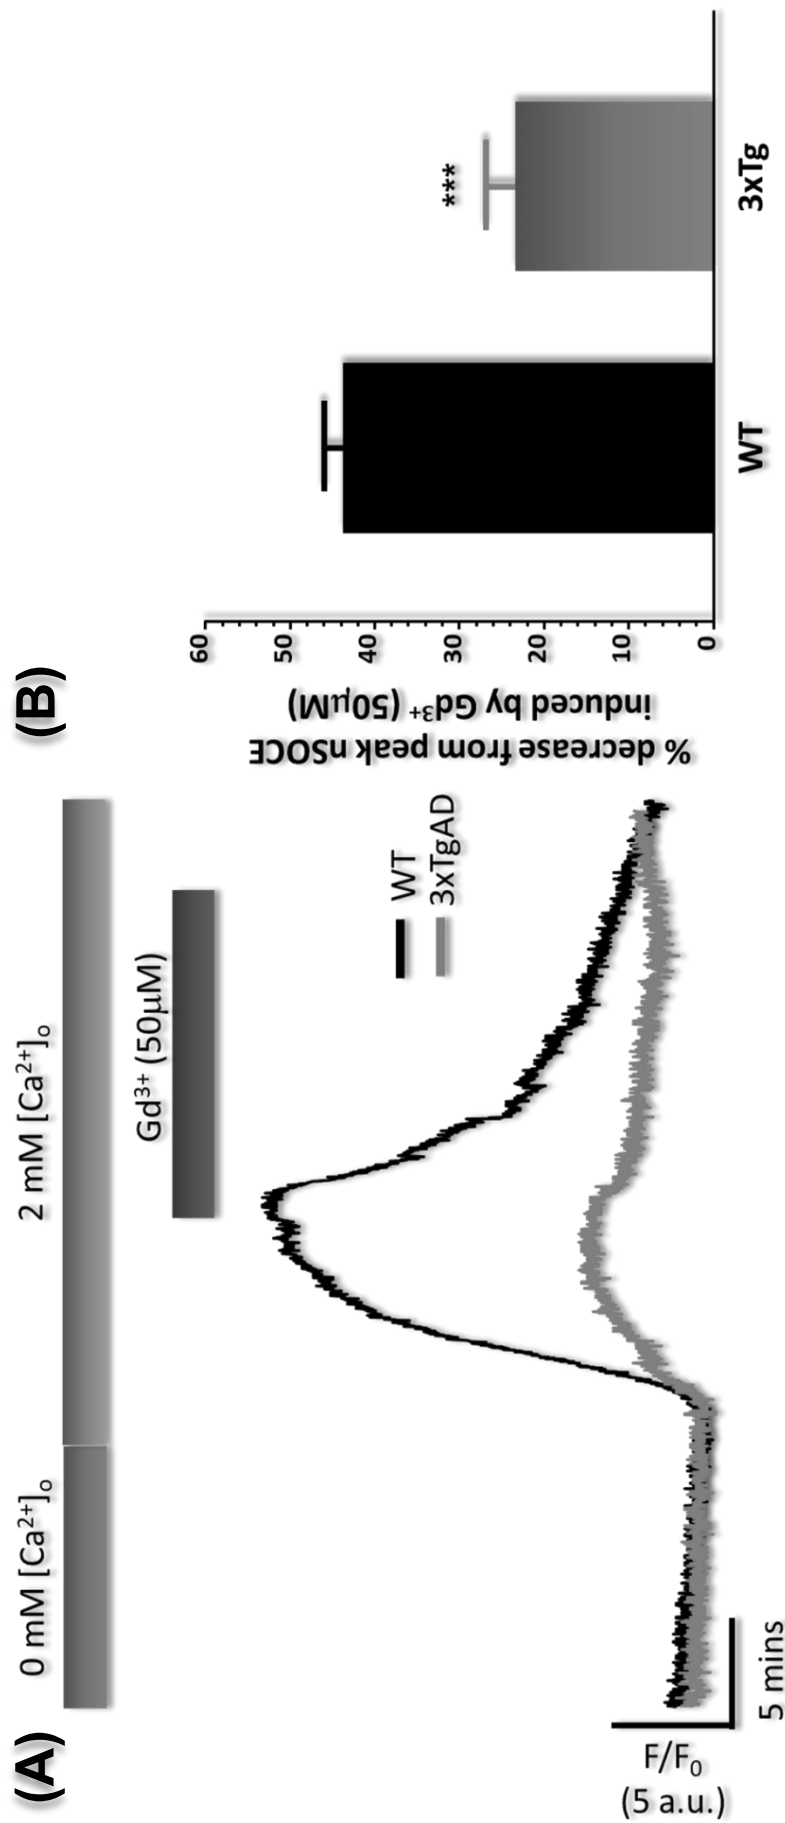 (A)
0 mM [Ca²⁺]ₒ
2 mM [Ca²⁺]ₒ
Gd³⁺ (50μM)
WT
3xTgAD
F/F₀
(5 a.u.)
5 mins
(B)
% decrease from peak nSOCE
induced by Gd³⁺ (50μM)
60
50
40
30
20
10
0
***
WT
3xTg